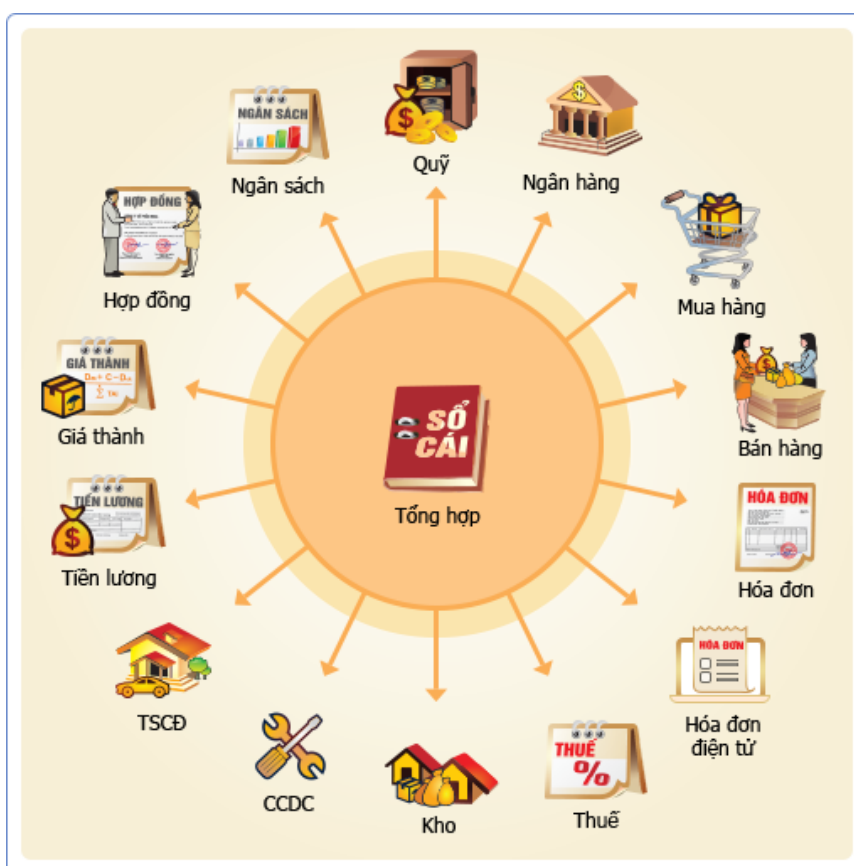 NGÂN SÁCH
Ngân sách
Quỹ
Ngân hàng
Mua hàng
Bán hàng
HÓA ĐƠN
Hóa đơn
HÓA ĐƠN
Hóa đơn
điện tử
THUẾ
%
Thuế
Kho
CCDC
TSCĐ
TIỀN LƯƠNG
$
Tiền lương
GIÁ THÀNH
Giá thành
HỢP ĐỒNG
Hợp đồng
SỔ
CÁI
Tổng hợp